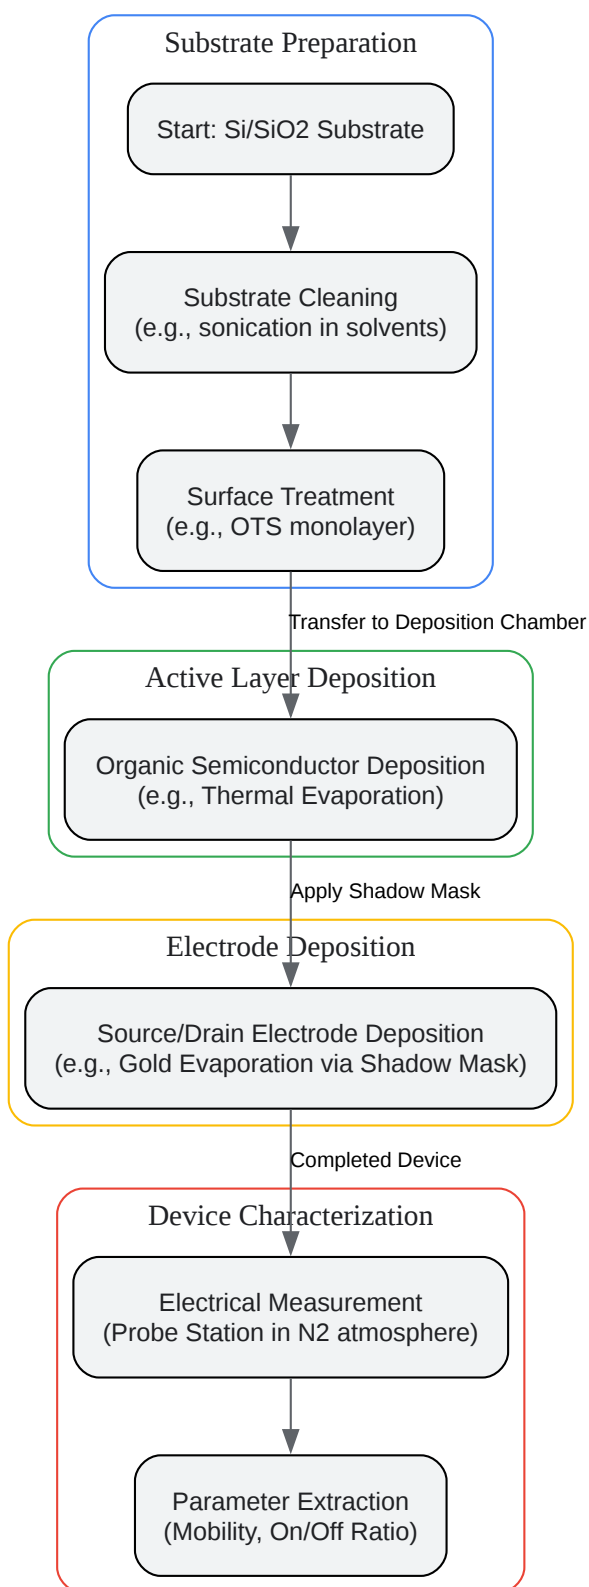 Substrate Preparation
Start: Si/SiO2 Substrate
Substrate Cleaning
(e.g., sonication in solvents)
Surface Treatment
(e.g., OTS monolayer)
Transfer to Deposition Chamber
Active Layer Deposition
Organic Semiconductor Deposition
(e.g., Thermal Evaporation)
Apply Shadow Mask
Electrode Deposition
Source/Drain Electrode Deposition
(e.g., Gold Evaporation via Shadow Mask)
Completed Device
Device Characterization
Electrical Measurement
(Probe Station in N2 atmosphere)
Parameter Extraction
(Mobility, On/Off Ratio)